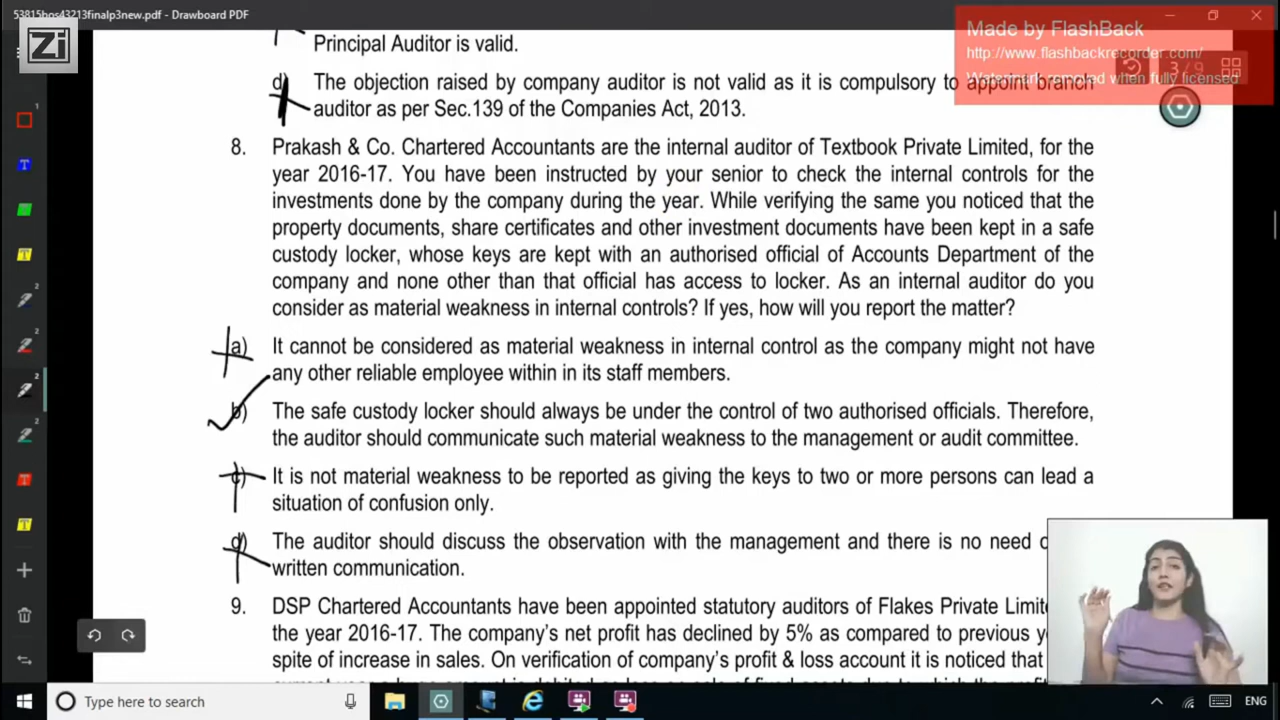 53815bos43213finalp3new.pdf - Drawboard PDF
Zi
Made by FlashBack
http://www.flashbackrecorder.com/
Watermark removed when fully licensed
3/9
Principal Auditor is valid.
d) The objection raised by company auditor is not valid as it is compulsory to appoint branch
auditor as per Sec.139 of the Companies Act, 2013.
8. Prakash & Co. Chartered Accountants are the internal auditor of Textbook Private Limited, for the
year 2016-17. You have been instructed by your senior to check the internal controls for the
investments done by the company during the year. While verifying the same you noticed that the
property documents, share certificates and other investment documents have been kept in a safe
custody locker, whose keys are kept with an authorised official of Accounts Department of the
company and none other than that official has access to locker. As an internal auditor do you
consider as material weakness in internal controls? If yes, how will you report the matter?
a) It cannot be considered as material weakness in internal control as the company might not have
any other reliable employee within in its staff members.
b) The safe custody locker should always be under the control of two authorised officials. Therefore,
the auditor should communicate such material weakness to the management or audit committee.
c) It is not material weakness to be reported as giving the keys to two or more persons can lead a
situation of confusion only.
d) The auditor should discuss the observation with the management and there is no need
written communication.
9. DSP Chartered Accountants have been appointed statutory auditors of Flakes Private
the year 2016-17. The company's net profit has declined by 5% as compared to previous
spite of increase in sales. On verification of company's profit & loss account it is noticed that
Type here to search
ENG